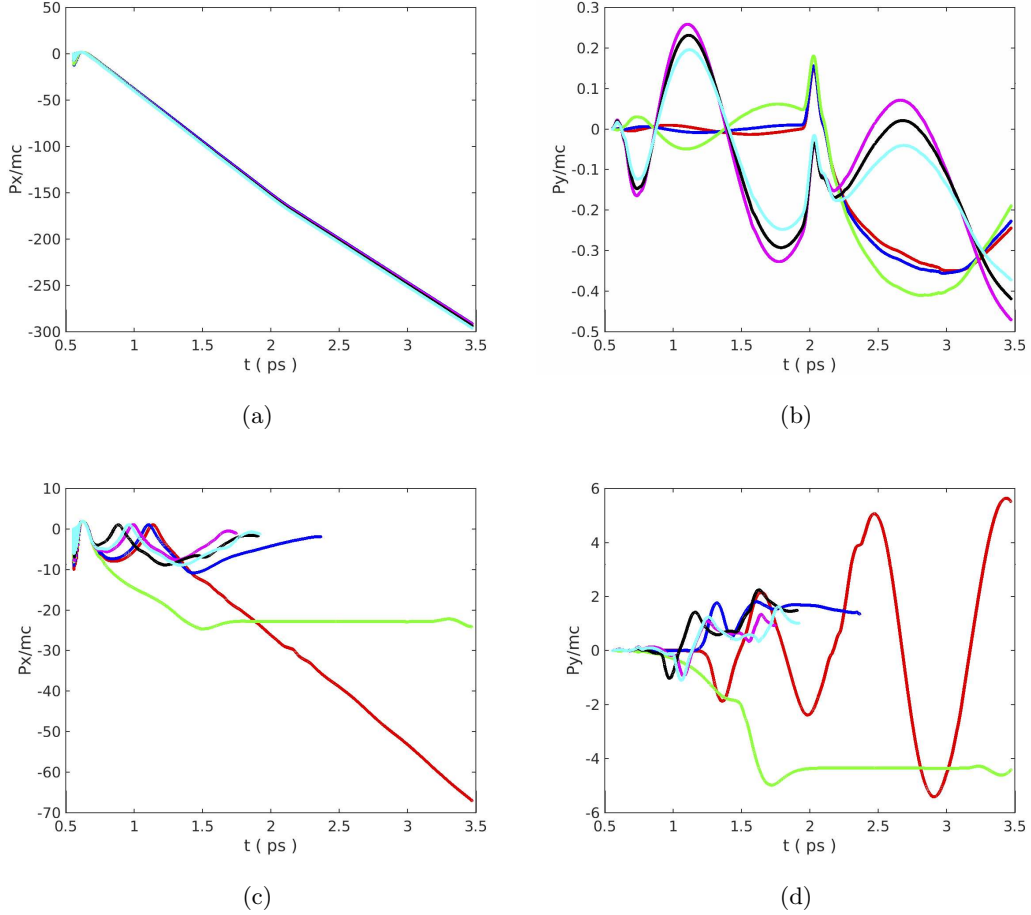 50
0
-50
-100
-150
-200
-250
-300
Px/mc
0.5 1 1.5 2 2.5 3 3.5
t ( ps )
(a)
0.3
0.2
0.1
0
-0.1
-0.2
-0.3
-0.4
-0.5
Py/mc
0.5 1 1.5 2 2.5 3 3.5
t ( ps )
(b)
10
0
-10
-20
-30
-40
-50
-60
-70
Px/mc
0.5 1 1.5 2 2.5 3 3.5
t ( ps )
(c)
6
4
2
0
-2
-4
-6
Py/mc
0.5 1 1.5 2 2.5 3 3.5
t ( ps )
(d)